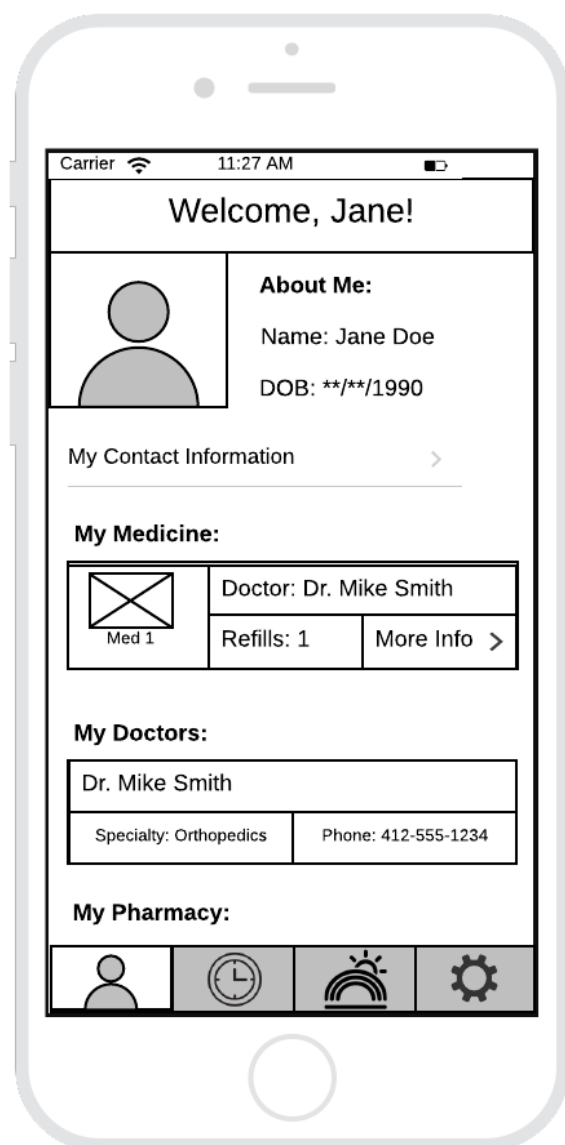 Carrier 11:27 AM
Welcome, Jane!
About Me:
Name: Jane Doe
DOB: **/**/1990
My Contact Information
My Medicine:
Med 1
Doctor: Dr. Mike Smith
Refills: 1 More Info
My Doctors:
Dr. Mike Smith
Specialty: Orthopedics Phone: 412-555-1234
My Pharmacy: